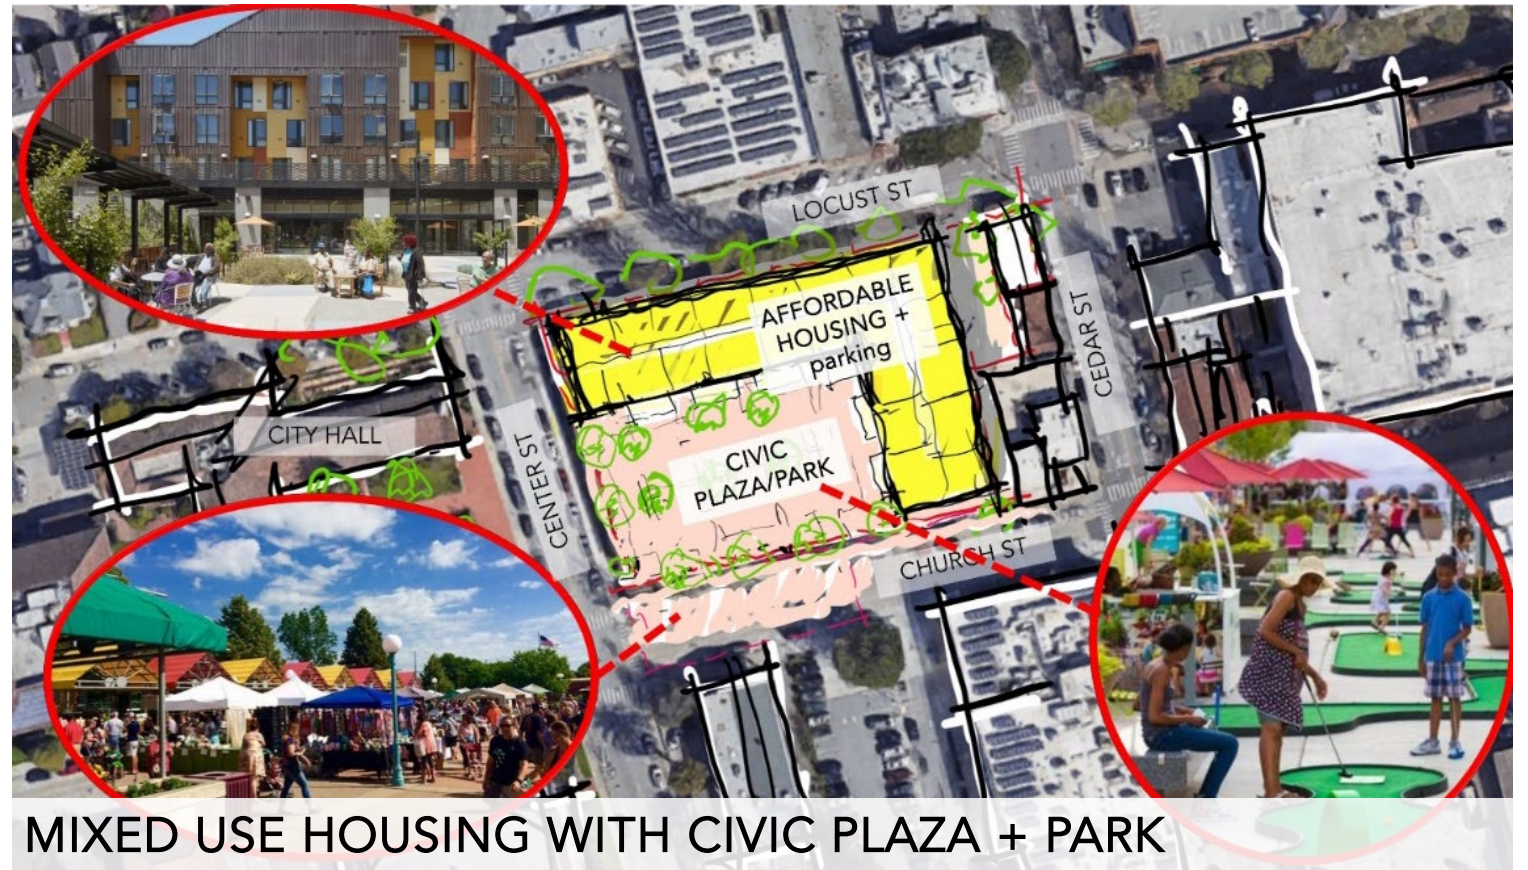 LOCUST ST
AFFORDABLE
HOUSING +
parking
CEDAR ST
CITY HALL
CENTER ST
CIVIC
PLAZA/PARK
CHURCH ST
MIXED USE HOUSING WITH CIVIC PLAZA + PARK